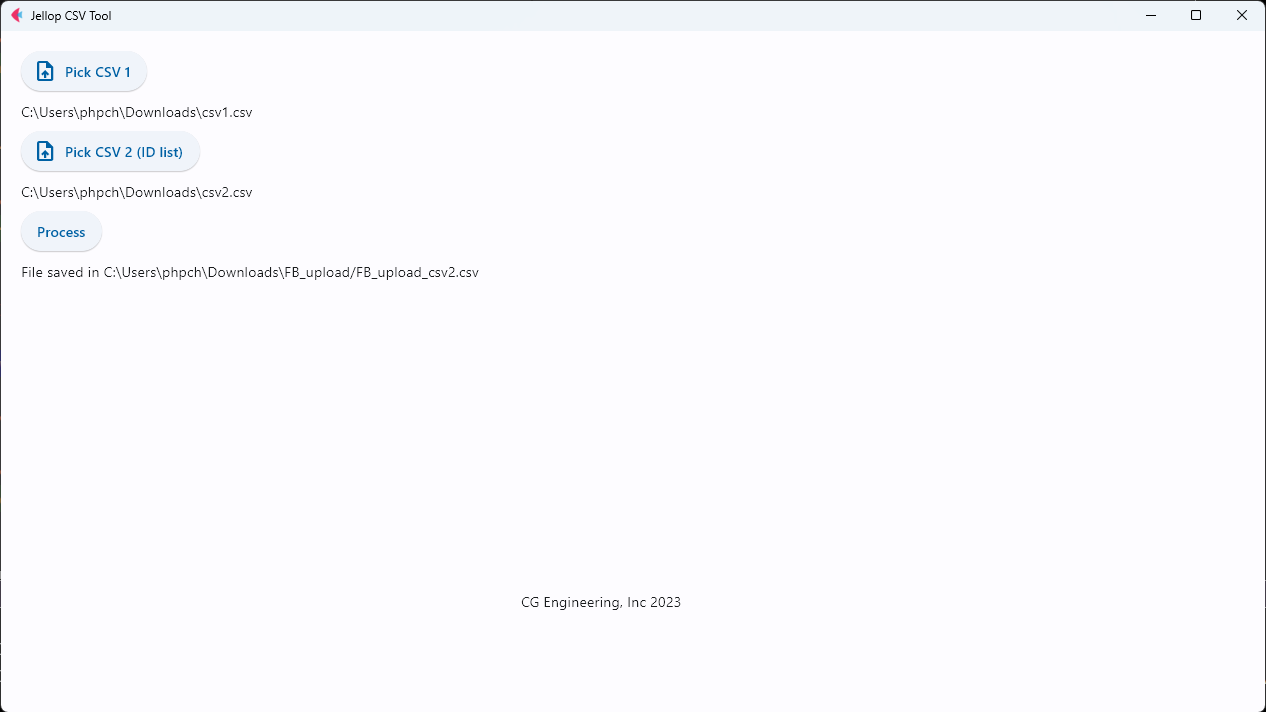 Jellop CSV Tool
Pick CSV 1
C:\Users\phpch\Downloads\csv1.csv
Pick CSV 2 (ID list)
C:\Users\phpch\Downloads\csv2.csv
Process
File saved in C:\Users\phpch\Downloads\FB_upload/FB_upload_csv2.csv
CG Engineering, Inc 2023